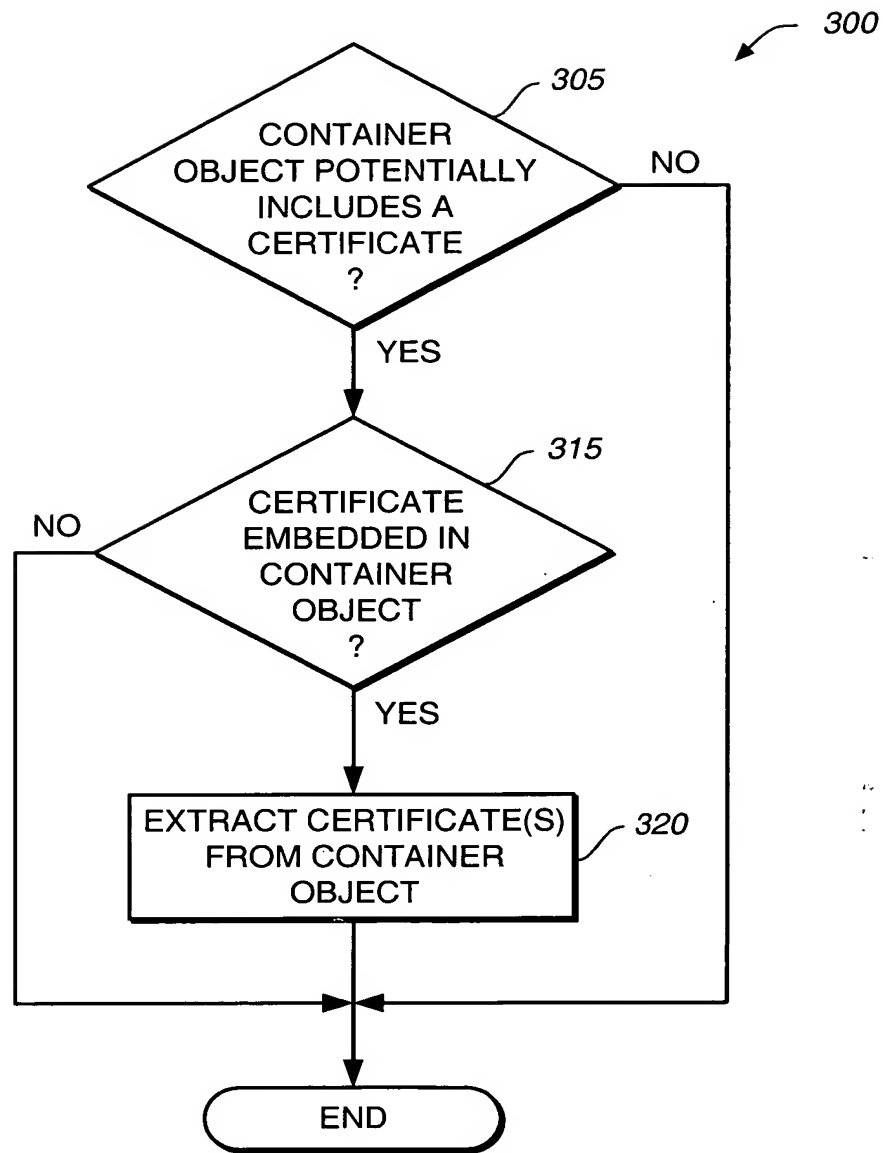 300
305
CONTAINER
OBJECT POTENTIALLY
INCLUDES A
CERTIFICATE
?
NO
YES
315
CERTIFICATE
EMBEDDED IN
CONTAINER
OBJECT
?
NO
YES
EXTRACT CERTIFICATE(S)
FROM CONTAINER
OBJECT
320
END